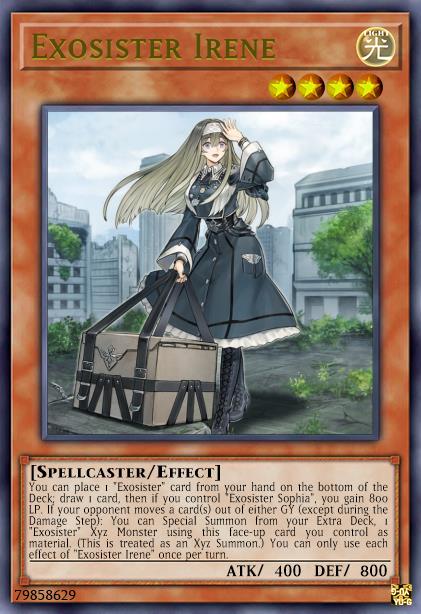 Exosister Irene
LIGHT
光
[Spellcaster/Effect]
You can place 1 "Exosister" card from your hand on the bottom of the
Deck; draw 1 card, then if you control "Exosister Sophia", you gain 800
LP. If your opponent moves a card(s) out of either GY (except during the
Damage Step): You can Special Summon from your Extra Deck, 1
"Exosister" Xyz Monster using this face-up card you control as
material. (This is treated as an Xyz Summon.) You can only use each
effect of "Exosister Irene" once per turn.
ATK/ 400 DEF/ 800
79858629